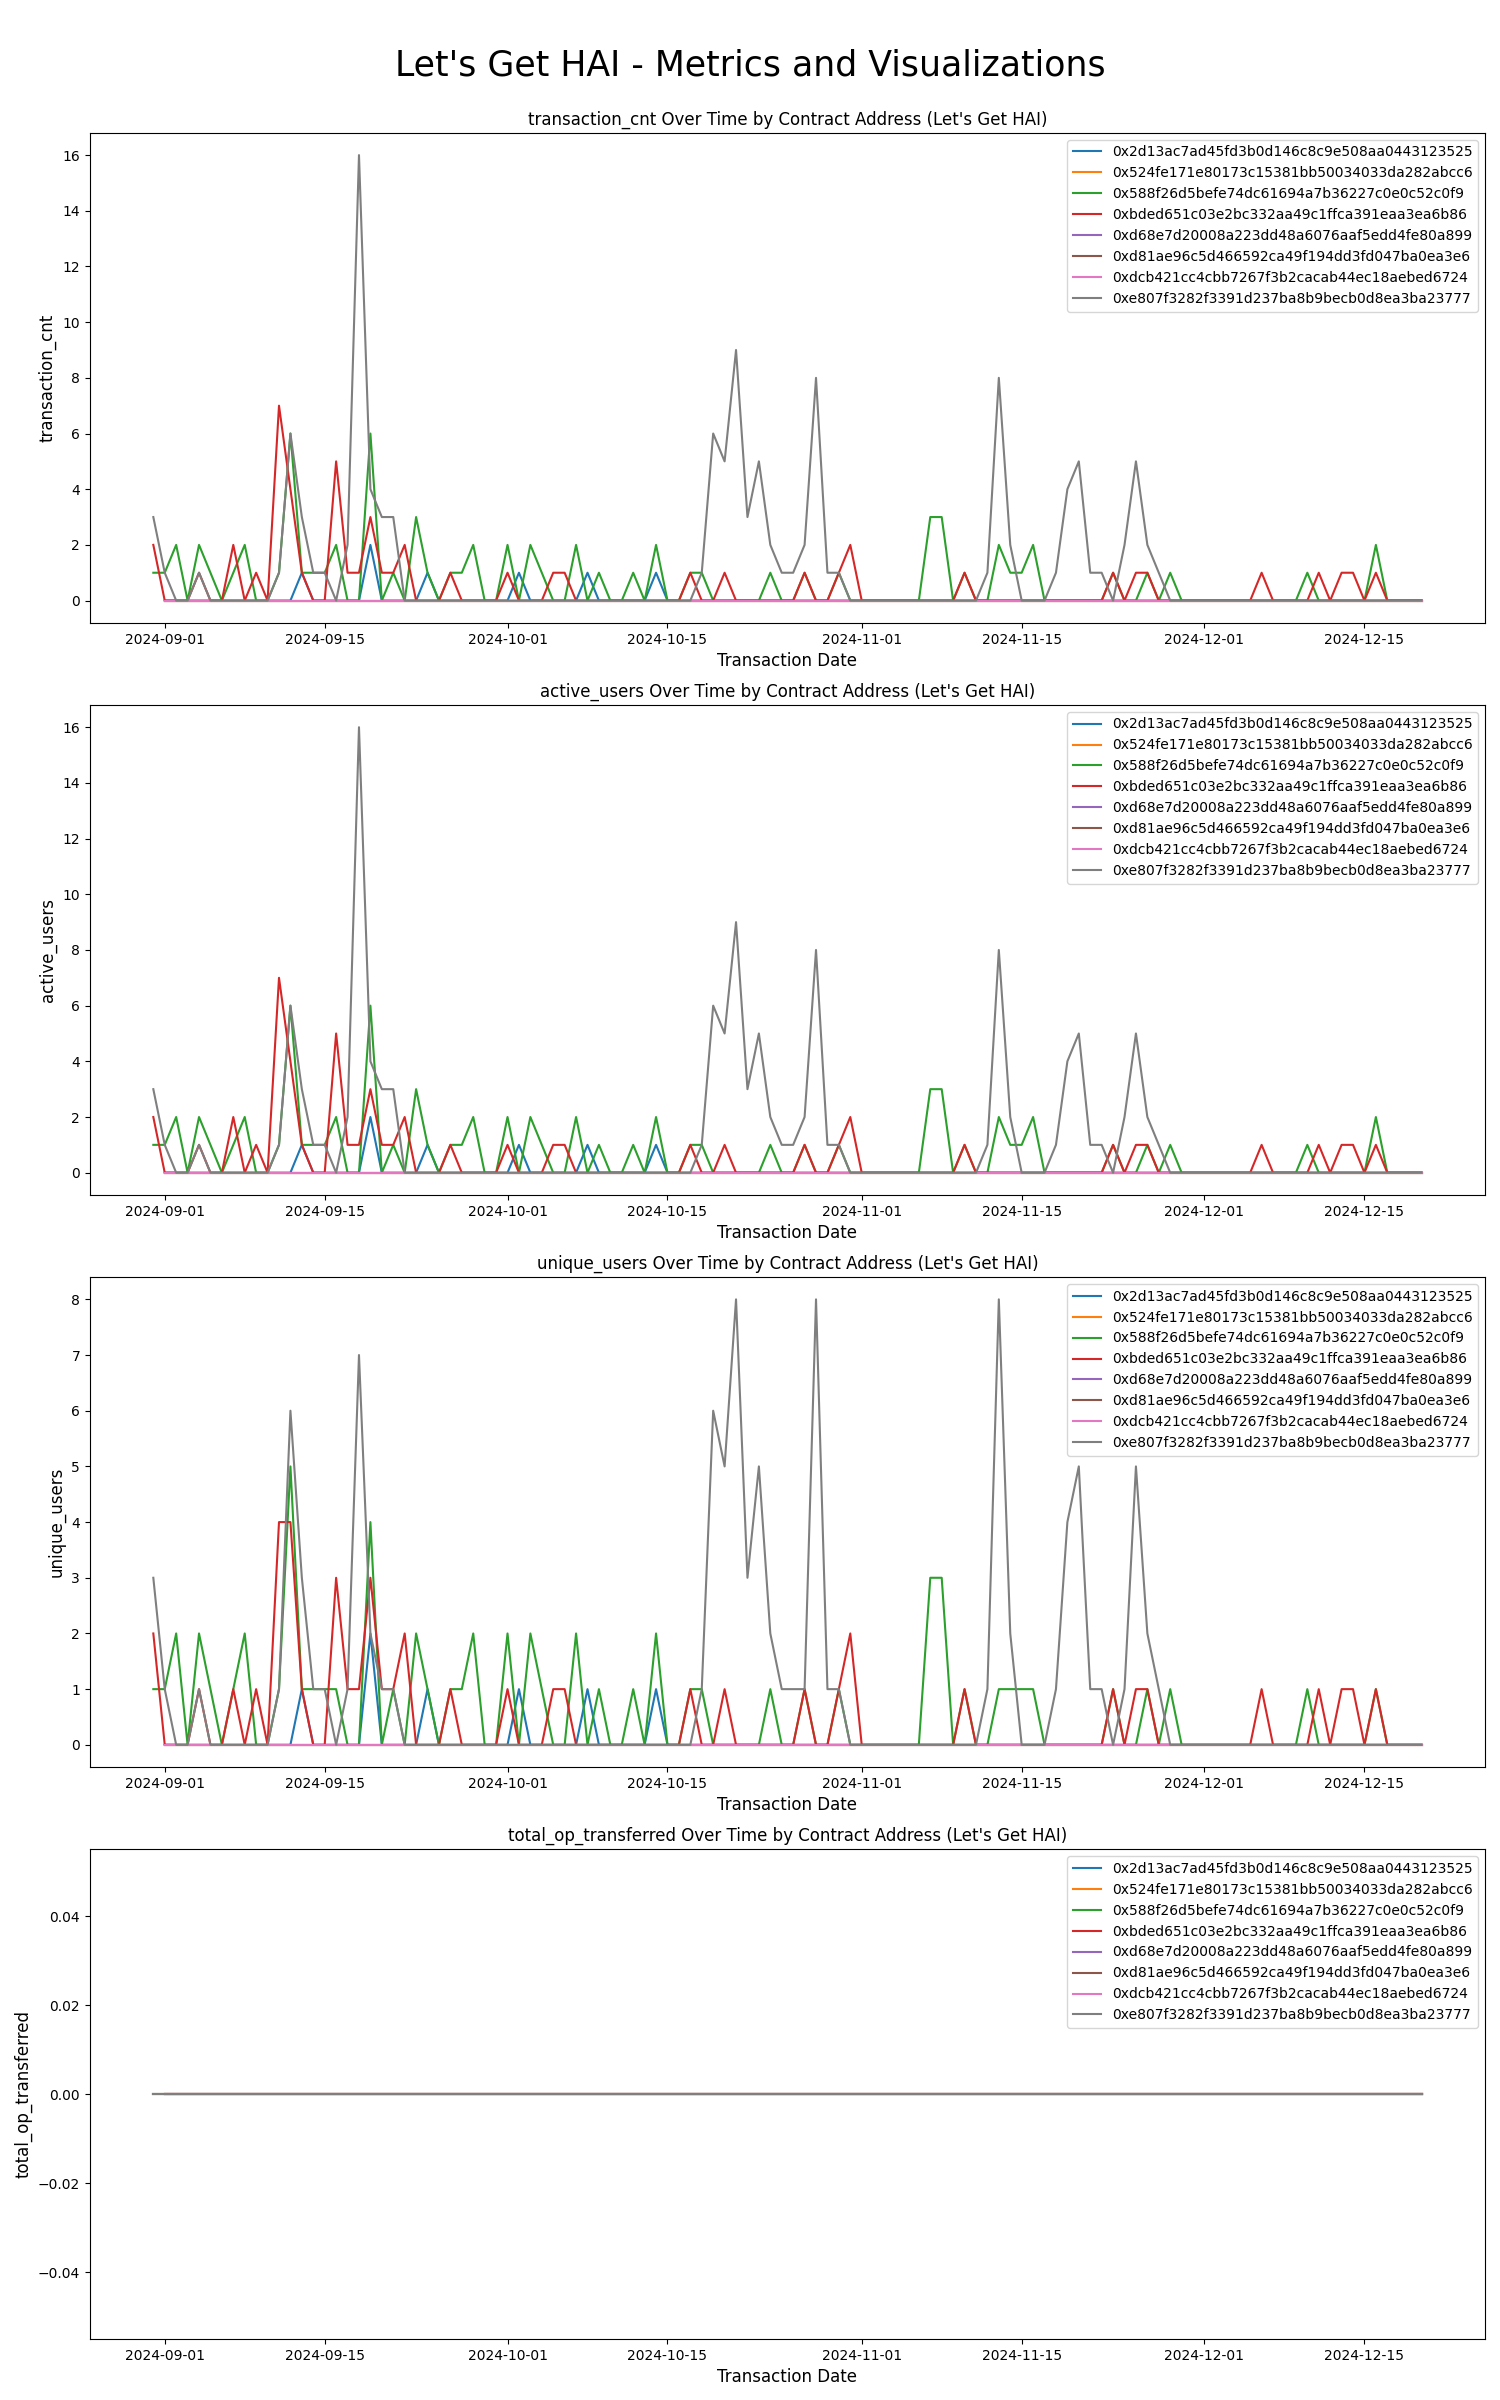 Let's Get HAI - Metrics and Visualizations
transaction_cnt Over Time by Contract Address (Let's Get HAI)
0x2d13ac7ad45fd3b0d146c8c9e508aa0443123525
0x524fe171e80173c15381bb50034033da282abcc6
0x588f26d5befe74dc61694a7b36227c0e0c52c0f9
0xbded651c03e2bc332aa49c1ffca391eaa3ea6b86
0xd68e7d20008a223dd48a6076aaf5edd4fe80a899
0xd81ae96c5d466592ca49f194dd3fd047ba0ea3e6
0xdcb421cc4cbb7267f3b2cacab44ec18aebed6724
0xe807f3282f3391d237ba8b9becb0d8ea3ba23777
transaction_cnt
16
14
12
10
8
6
4
2
0
2024-09-01 2024-09-15 2024-10-01 2024-10-15 2024-11-01 2024-11-15 2024-12-01 2024-12-15
Transaction Date
active_users Over Time by Contract Address (Let's Get HAI)
0x2d13ac7ad45fd3b0d146c8c9e508aa0443123525
0x524fe171e80173c15381bb50034033da282abcc6
0x588f26d5befe74dc61694a7b36227c0e0c52c0f9
0xbded651c03e2bc332aa49c1ffca391eaa3ea6b86
0xd68e7d20008a223dd48a6076aaf5edd4fe80a899
0xd81ae96c5d466592ca49f194dd3fd047ba0ea3e6
0xdcb421cc4cbb7267f3b2cacab44ec18aebed6724
0xe807f3282f3391d237ba8b9becb0d8ea3ba23777
active_users
16
14
12
10
8
6
4
2
0
2024-09-01 2024-09-15 2024-10-01 2024-10-15 2024-11-01 2024-11-15 2024-12-01 2024-12-15
Transaction Date
unique_users Over Time by Contract Address (Let's Get HAI)
0x2d13ac7ad45fd3b0d146c8c9e508aa0443123525
0x524fe171e80173c15381bb50034033da282abcc6
0x588f26d5befe74dc61694a7b36227c0e0c52c0f9
0xbded651c03e2bc332aa49c1ffca391eaa3ea6b86
0xd68e7d20008a223dd48a6076aaf5edd4fe80a899
0xd81ae96c5d466592ca49f194dd3fd047ba0ea3e6
0xdcb421cc4cbb7267f3b2cacab44ec18aebed6724
0xe807f3282f3391d237ba8b9becb0d8ea3ba23777
unique_users
8
7
6
5
4
3
2
1
0
2024-09-01 2024-09-15 2024-10-01 2024-10-15 2024-11-01 2024-11-15 2024-12-01 2024-12-15
Transaction Date
total_op_transferred Over Time by Contract Address (Let's Get HAI)
0x2d13ac7ad45fd3b0d146c8c9e508aa0443123525
0x524fe171e80173c15381bb50034033da282abcc6
0x588f26d5befe74dc61694a7b36227c0e0c52c0f9
0xbded651c03e2bc332aa49c1ffca391eaa3ea6b86
0xd68e7d20008a223dd48a6076aaf5edd4fe80a899
0xd81ae96c5d466592ca49f194dd3fd047ba0ea3e6
0xdcb421cc4cbb7267f3b2cacab44ec18aebed6724
0xe807f3282f3391d237ba8b9becb0d8ea3ba23777
total_op_transferred
0.04
0.02
0.00
−0.02
−0.04
2024-09-01 2024-09-15 2024-10-01 2024-10-15 2024-11-01 2024-11-15 2024-12-01 2024-12-15
Transaction Date